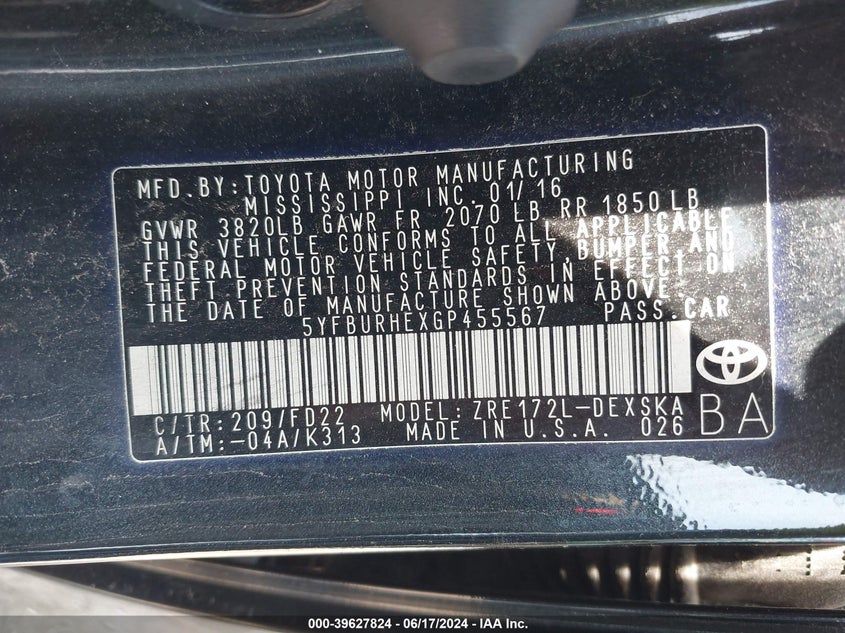 MFD.BY:TOYOTA MOTOR MANUFACTURING
MISSISSIPPI INC. 01/16
GVWR 3820LB GAWR FR 2070 LB RR 1850 LB
THIS VEHICLE CONFORMS TO ALL APPLICABLE
FEDERAL MOTOR VEHICLE SAFETY, BUMPER AND
THEFT PREVENTION STANDARDS IN EFFECT ON
THE DATE OF MANUFACTURE SHOWN ABOVE.
5YFBURHEXGP455567 PASS.CAR
C/TR:209/FD22 MODEL: ZRE172L-DEXSKA
A/TM:-04A/K313 MADE IN U.S.A. 026
BA
000-39627824 - 06/17/2024 - IAA Inc.